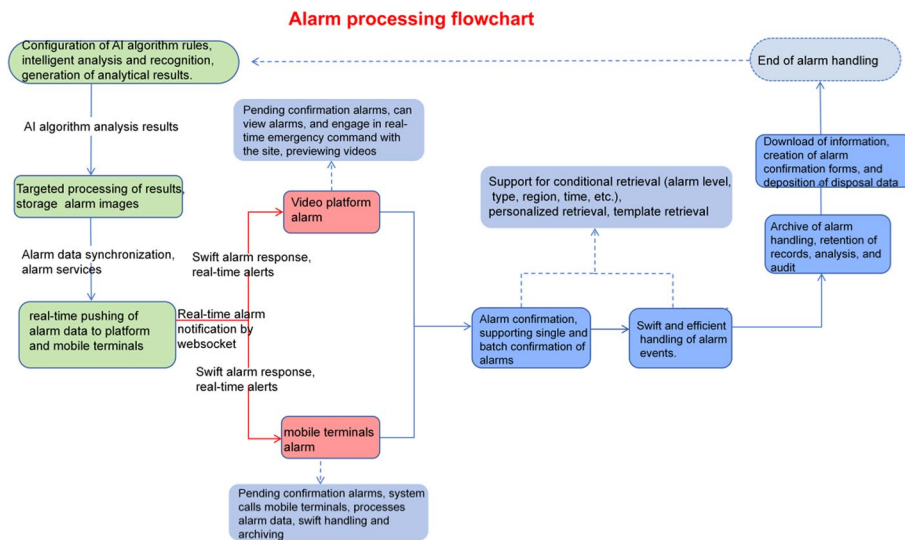 Alarm processing flowchart
Configuration of AI algorithm rules,
intelligent analysis and recognition,
generation of analytical results.
End of alarm handling
AI algorithm analysis results
Pending confirmation alarms, can
view alarms, and engage in real-
time emergency command with
the site, previewing videos
Download of information,
creation of alarm
confirmation forms, and
deposition of disposal data
Targeted processing of results,
storage alarm images
Video platform
alarm
Support for conditional retrieval (alarm level,
type, region, time, etc.),
personalized retrieval, template retrieval
Archive of alarm
handling, retention of
records, analysis, and
audit
Alarm data synchronization,
alarm services
Swift alarm response,
real-time alerts
real-time pushing of
alarm data to platform
and mobile terminals
Real-time alarm
notification by
websocket
Alarm confirmation,
supporting single and
batch confirmation of
alarms
Swift and efficient
handling of alarm
events.
Swift alarm response,
real-time alerts
mobile terminals
alarm
Pending confirmation alarms, system
calls mobile terminals, processes
alarm data, swift handling and
archiving